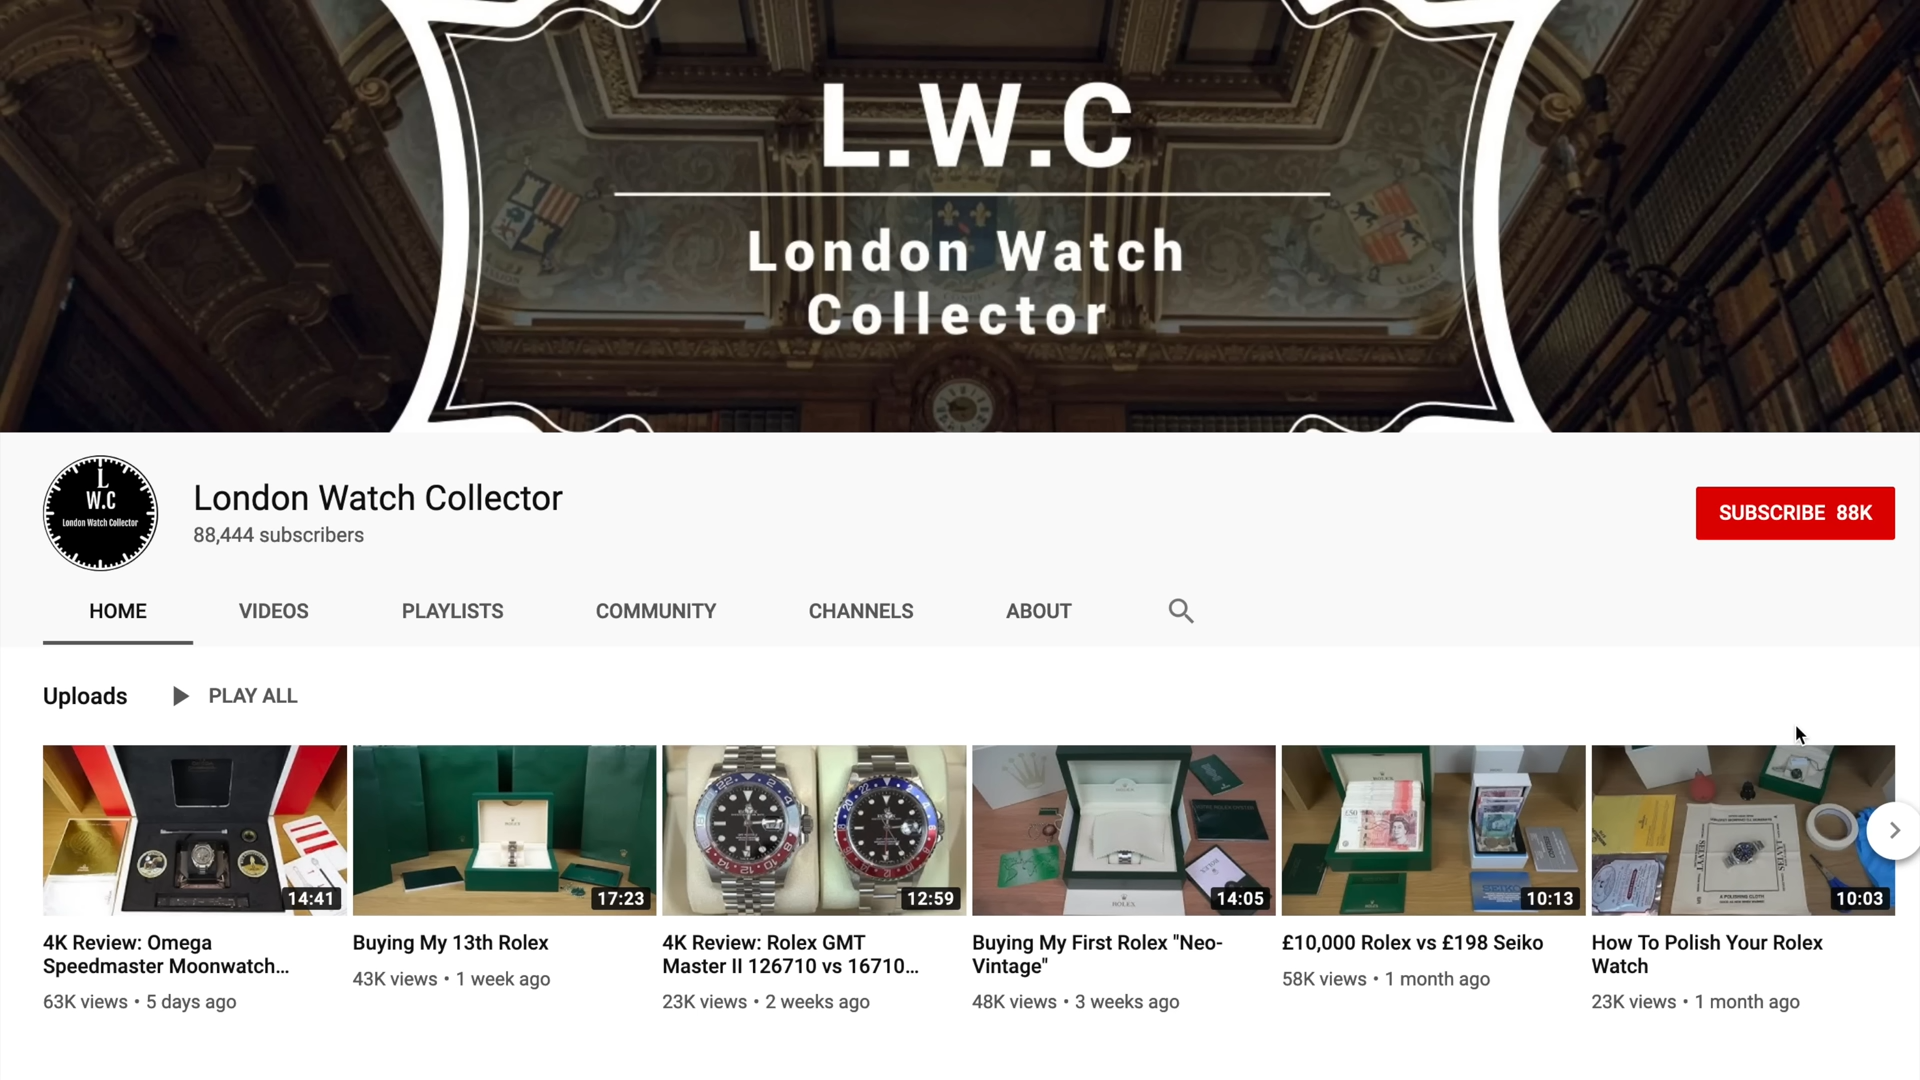 L.W.C
London Watch
Collector
L
W.C
London Watch Collector
London Watch Collector
88,444 subscribers
SUBSCRIBE 88K
HOME VIDEOS PLAYLISTS COMMUNITY CHANNELS ABOUT
Uploads PLAY ALL
14:41
17:23
12:59
14:05
10:13
10:03
4K Review: Omega
Speedmaster Moonwatch...
63K views • 5 days ago
Buying My 13th Rolex
43K views • 1 week ago
4K Review: Rolex GMT
Master II 126710 vs 16710...
23K views • 2 weeks ago
Buying My First Rolex "Neo-
Vintage"
48K views • 3 weeks ago
£10,000 Rolex vs £198 Seiko
58K views • 1 month ago
How To Polish Your Rolex
Watch
23K views • 1 month ago